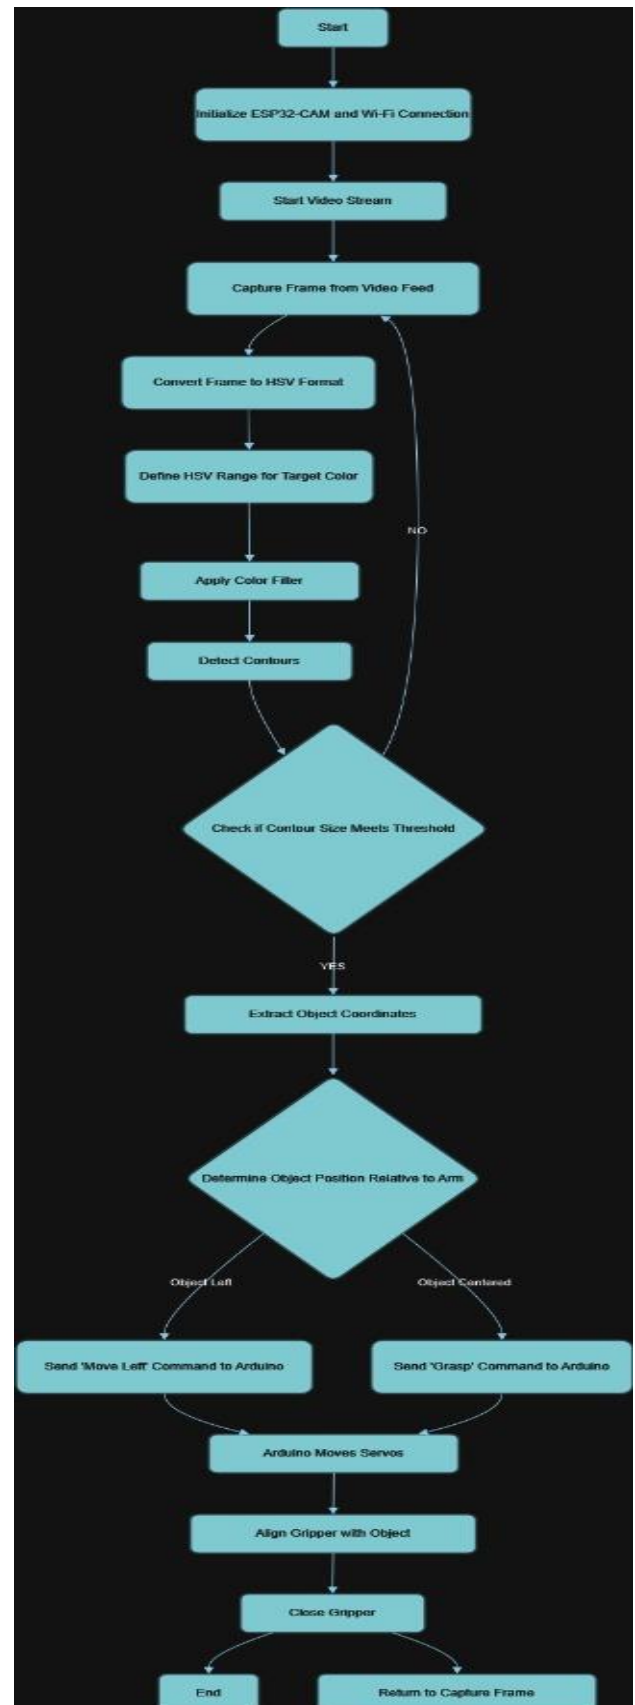 Start
Initialize ESP32-CAM and Wi-Fi Connection
Start Video Stream
Capture Frame from Video Feed
Convert Frame to HSV Format
Define HSV Range for Target Color
NO
Apply Color Filter
Detect Contours
Check if Contour Size Meets Threshold
YES
Extract Object Coordinates
Determine Object Position Relative to Arm
Object Left
Object Centered
Send 'Move Left' Command to Arduino
Send 'Grasp' Command to Arduino
Arduino Moves Servos
Align Gripper with Object
Close Gripper
End
Return to Capture Frame